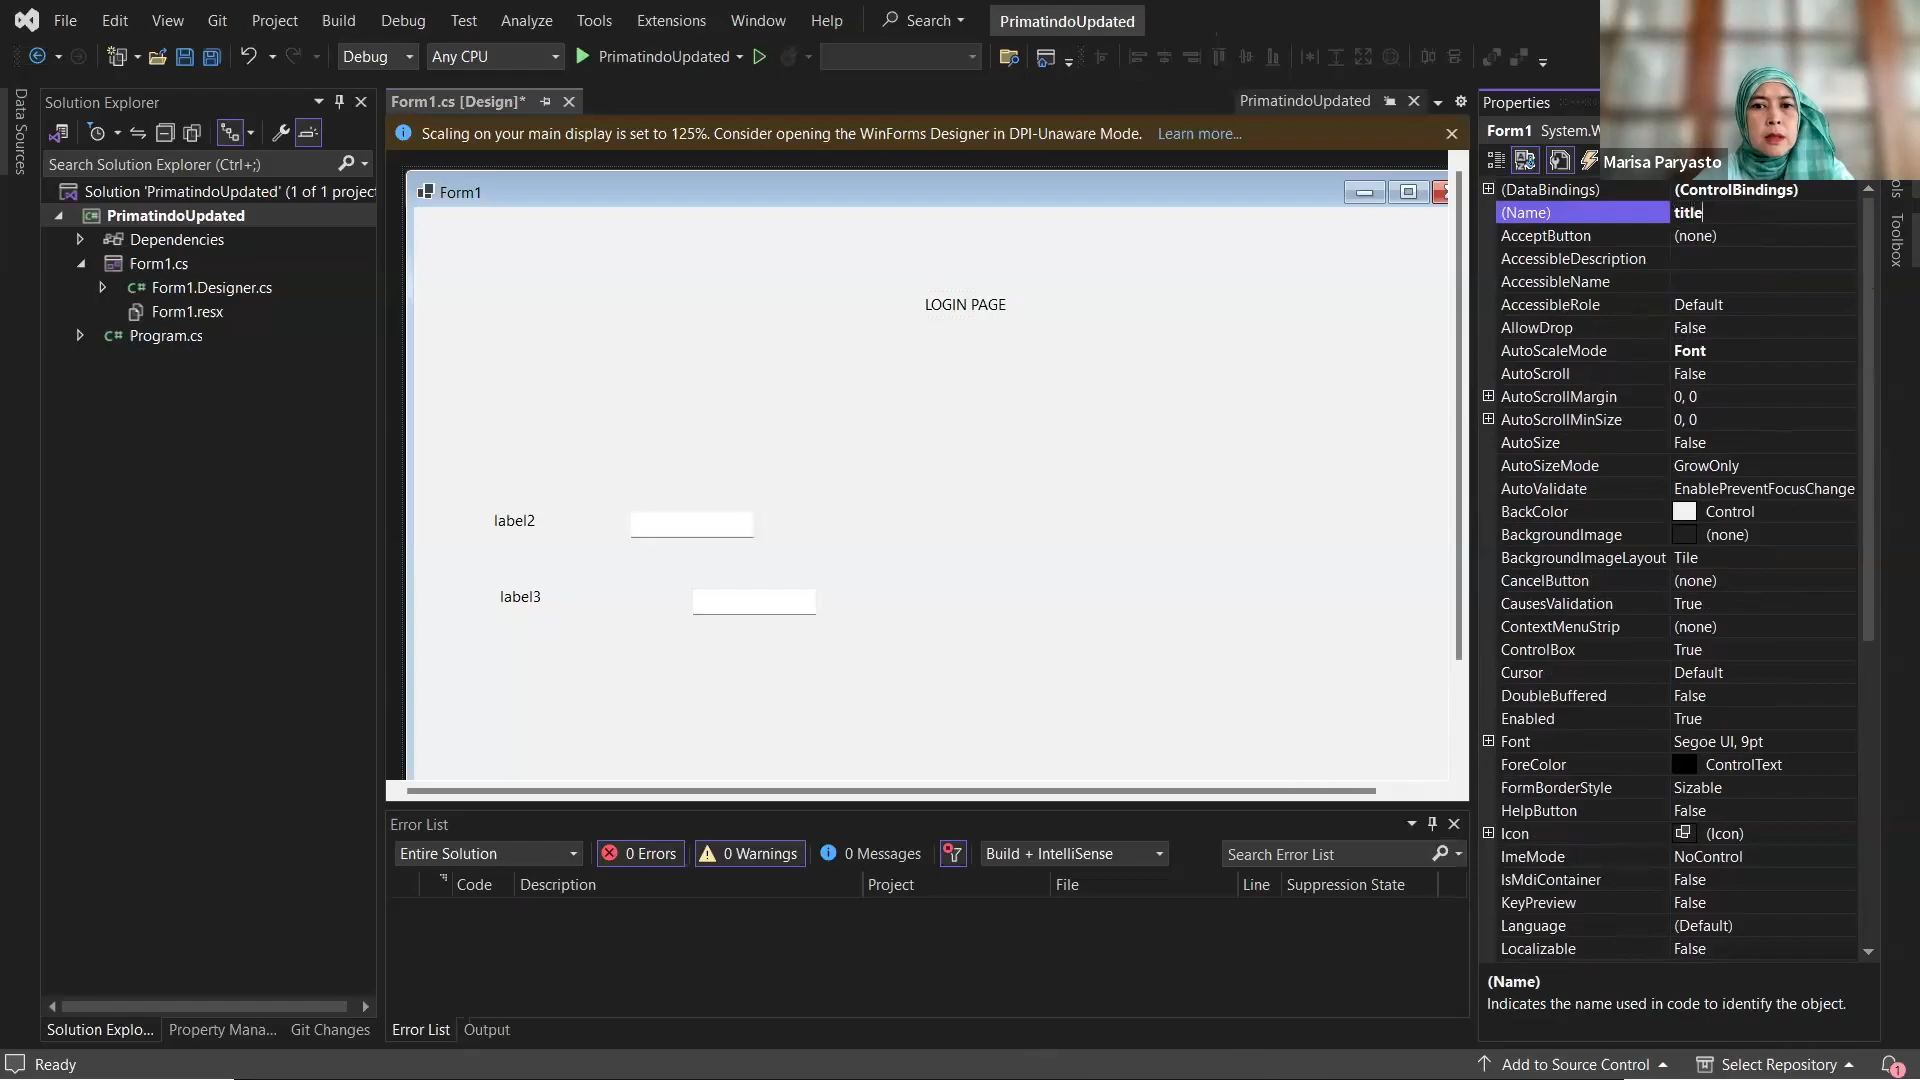 File Edit View Git Project Build Debug Test Analyze Tools Extensions Window Help Search PrimatindoUpdated
Debug Any CPU PrimatindoUpdated
Data Sources
Solution Explorer
Search Solution Explorer (Ctrl+;)
Solution 'PrimatindoUpdated' (1 of 1 project
PrimatindoUpdated
Dependencies
Form1.cs
Form1.Designer.cs
Form1.resx
Program.cs
Solution Explo... Property Mana... Git Changes
Form1.cs [Design]*
PrimatindoUpdated
Scaling on your main display is set to 125%. Consider opening the WinForms Designer in DPI-Unaware Mode. Learn more...
Form1
LOGIN PAGE
label2
label3
Error List
Entire Solution 0 Errors 0 Warnings 0 Messages Build + IntelliSense Search Error List
Code Description Project File Line Suppression State
Error List Output
Properties
Form1 System.W
Marisa Paryasto
(DataBindings) (ControlBindings)
(Name) title
AcceptButton (none)
AccessibleDescription
AccessibleName
AccessibleRole Default
AllowDrop False
AutoScaleMode Font
AutoScroll False
AutoScrollMargin 0, 0
AutoScrollMinSize 0, 0
AutoSize False
AutoSizeMode GrowOnly
AutoValidate EnablePreventFocusChange
BackColor Control
BackgroundImage (none)
BackgroundImageLayout Tile
CancelButton (none)
CausesValidation True
ContextMenuStrip (none)
ControlBox True
Cursor Default
DoubleBuffered False
Enabled True
Font Segoe UI, 9pt
ForeColor ControlText
FormBorderStyle Sizable
HelpButton False
Icon (Icon)
ImeMode NoControl
IsMdiContainer False
KeyPreview False
Language (Default)
Localizable False
(Name)
Indicates the name used in code to identify the object.
Toolbox
Ready Add to Source Control Select Repository 1